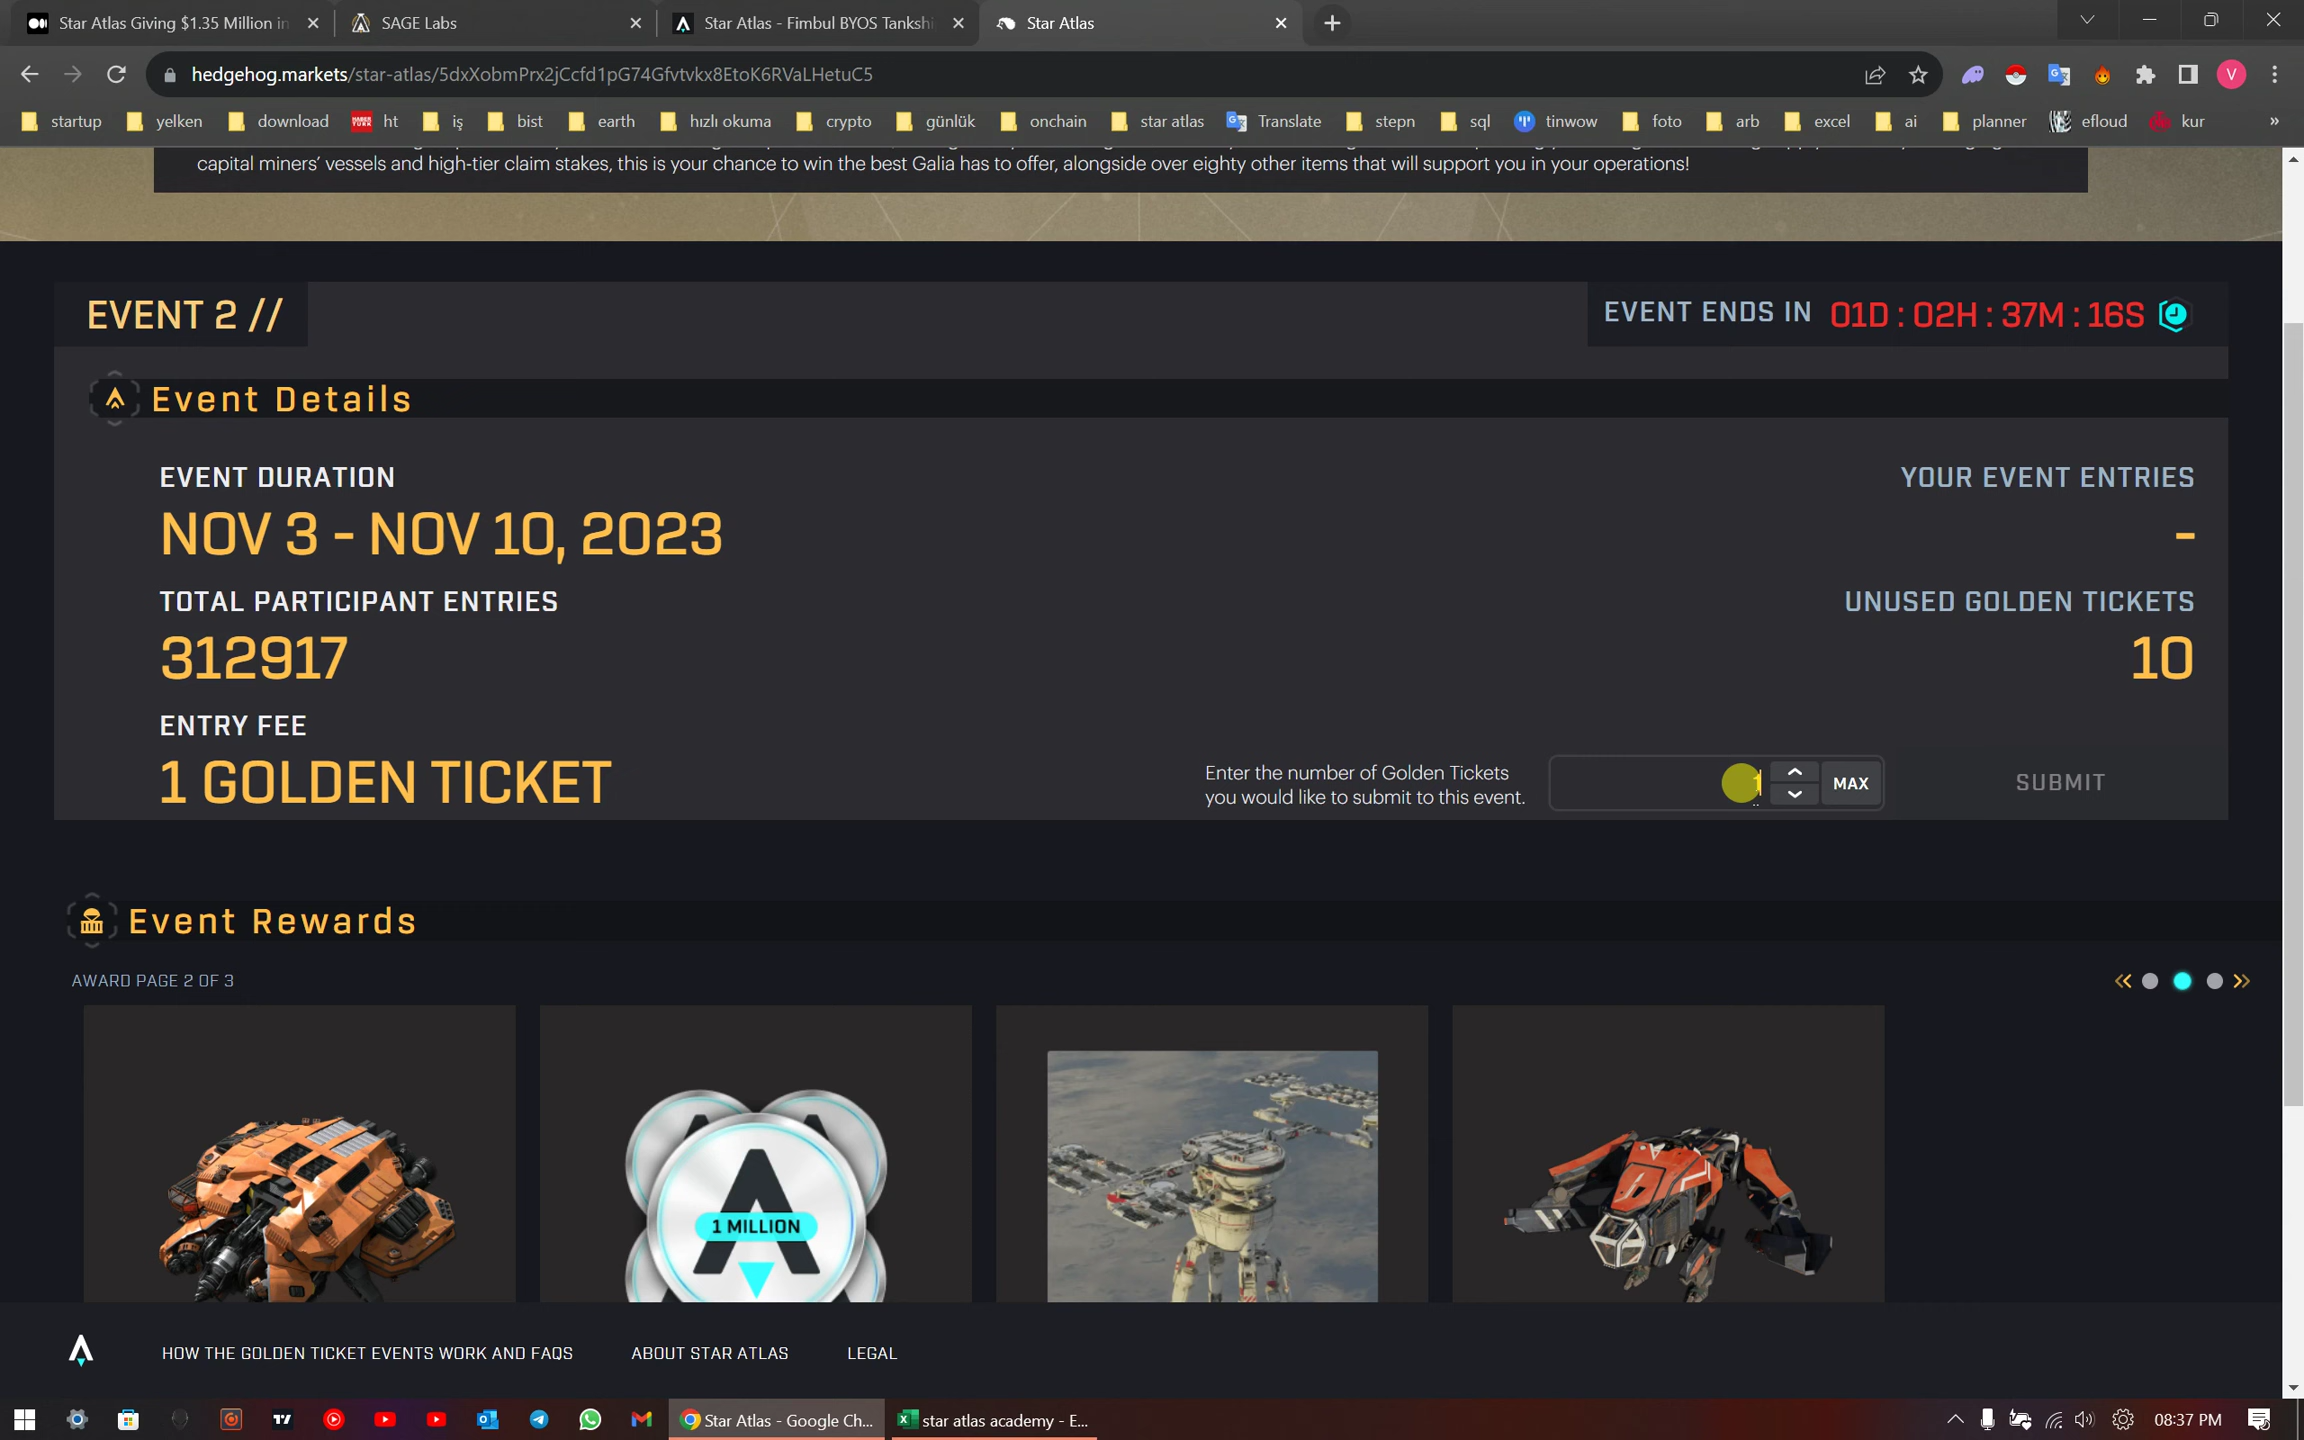 Star Atlas Giving $1.35 Million in
SAGE Labs
Star Atlas - Fimbul BYOS Tankshi
Star Atlas
hedgehog.markets/star-atlas/5dxXobmPrx2jCcfd1pG74Gfvtvkx8EtoK6RVaLHetuC5
V
startup
yelken
download
HABER TÜRK
ht
iş
bist
earth
hızlı okuma
crypto
günlük
onchain
star atlas
Translate
stepn
sql
tinwow
foto
arb
excel
ai
planner
efloud
kur
»
capital miners' vessels and high-tier claim stakes, this is your chance to win the best Galia has to offer, alongside over eighty other items that will support you in your operations!
EVENT 2 //
EVENT ENDS IN 01D : 02H : 37M : 16S
Event Details
EVENT DURATION
NOV 3 - NOV 10, 2023
YOUR EVENT ENTRIES
-
TOTAL PARTICIPANT ENTRIES
312917
UNUSED GOLDEN TICKETS
10
ENTRY FEE
1 GOLDEN TICKET
Enter the number of Golden Tickets
you would like to submit to this event.
1
MAX
SUBMIT
Event Rewards
AWARD PAGE 2 OF 3
1 MILLION
HOW THE GOLDEN TICKET EVENTS WORK AND FAQS
ABOUT STAR ATLAS
LEGAL
Star Atlas - Google Ch...
star atlas academy - E...
08:37 PM